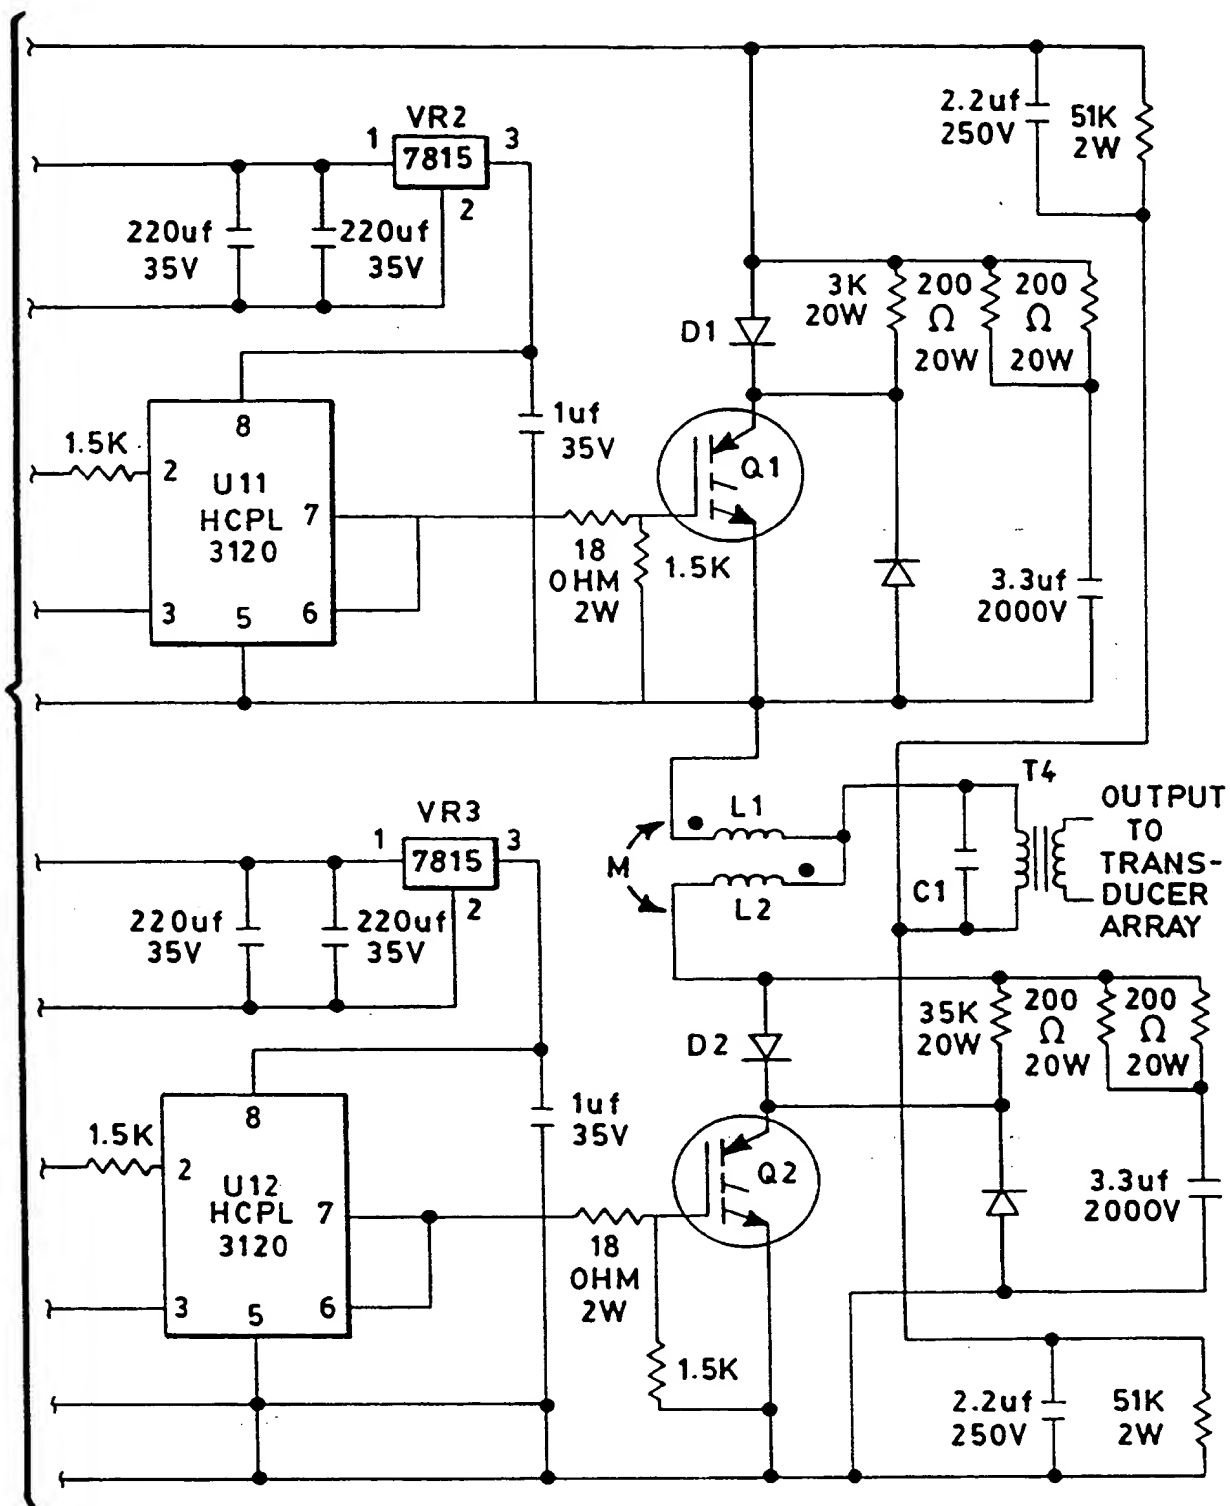 2.2uf
250V
51K
2W
VR2
1
7815
3
2
220uf
35V
220uf
35V
3K
20W
200
Ω
20W
200
Ω
20W
D1
8
1uf
35V
1.5K
2
U11
HCPL
3120
7
Q1
18
OHM
2W
1.5K
3.3uf
2000V
3
5
6
T4
OUTPUT
TO
TRANS-
DUCER
ARRAY
L1
M
L2
C1
VR3
1
7815
3
2
220uf
35V
220uf
35V
35K
20W
200
Ω
20W
200
Ω
20W
D2
8
1uf
35V
1.5K
2
U12
HCPL
3120
7
Q2
18
OHM
2W
3.3uf
2000V
3
5
6
1.5K
2.2uf
250V
51K
2W